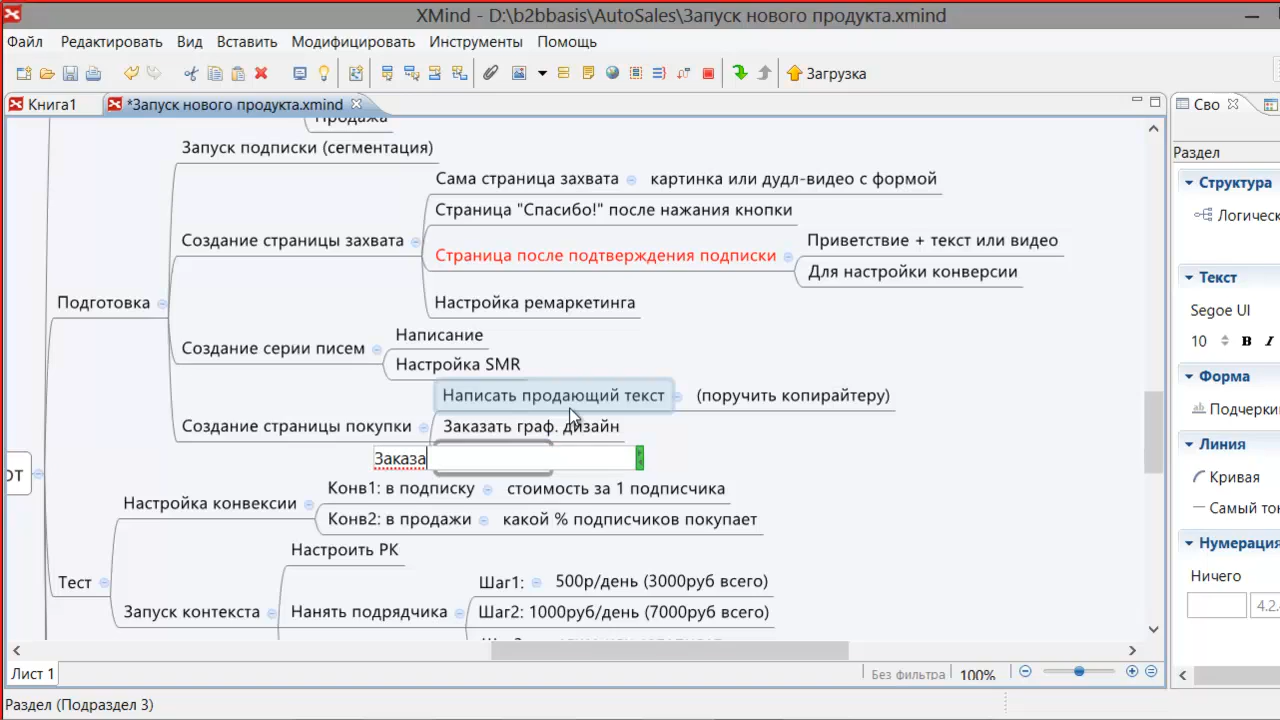 XMind - D:\b2bbasis\AutoSales\Запуск нового продукта.xmind
Файл Редактировать Вид Вставить Модифицировать Инструменты Помощь
Загрузка
Книга1 *Запуск нового продукта.xmind
Сво
Продажа
Запуск подписки (сегментация)
Раздел
Сама страница захвата картинка или дудл-видео с формой
Структура
Страница "Спасибо!" после нажания кнопки
Логическ
Создание страницы захвата
Приветствие + текст или видео
Страница после подтверждения подписки
Для настройки конверсии
Текст
Подготовка
Настройка ремаркетинга
Segoe UI
Написание
10 B I
Создание серии писем
Настройка SMR
Форма
Написать продающий текст (поручить копирайтеру)
Подчерки
Создание страницы покупки
Заказать граф. дизайн
Линия
Заказа
ОТ
Кривая
Конв1: в подписку стоимость за 1 подписчика
Настройка конвексии
Самый то
Конв2: в продажи какой % подписчиков покупает
Нумерация
Настроить РК
Ничего
Тест
Шаг1: 500р/день (3000руб всего)
4.2.
Запуск контекста Нанять подрядчика Шаг2: 1000руб/день (7000руб всего)
Лист 1
Без фильтра 100%
Раздел (Подраздел 3)